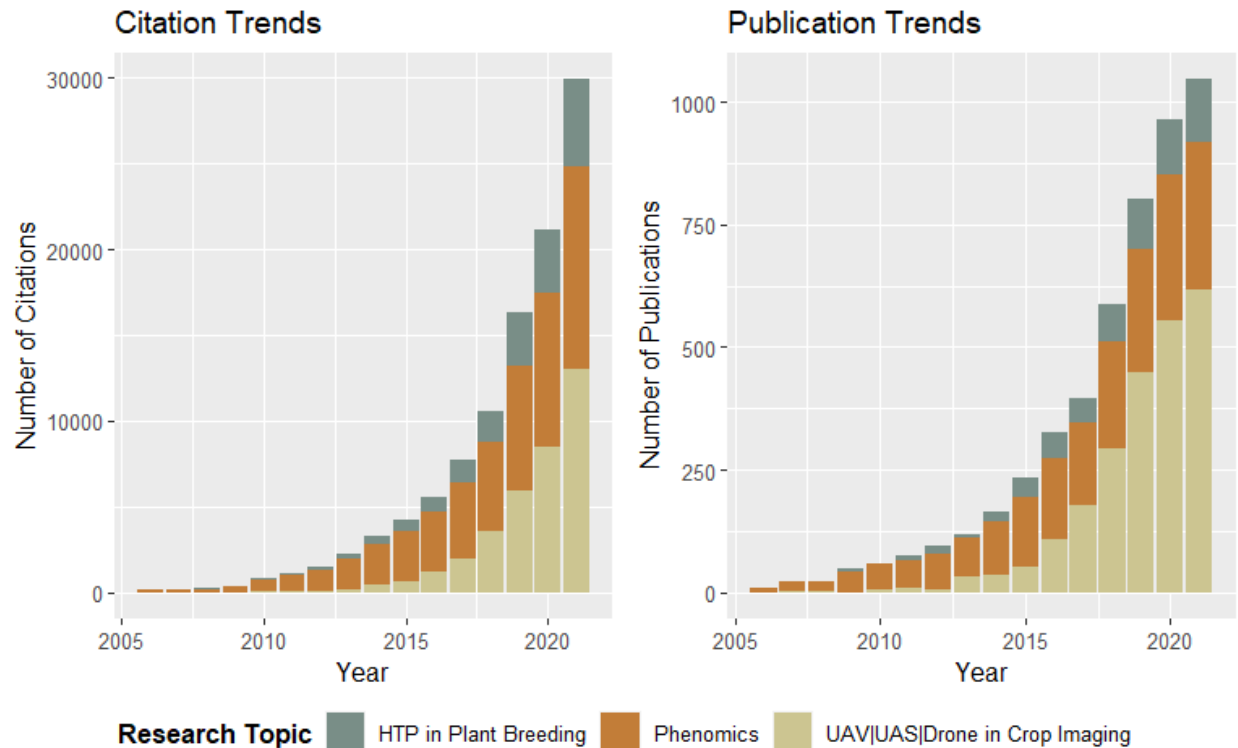 Citation Trends
Number of Citations
30000
20000
10000
0
2005 2010 2015 2020
Year
Publication Trends
Number of Publications
1000
750
500
250
0
2005 2010 2015 2020
Year
Research Topic HTP in Plant Breeding Phenomics UAV|UAS|Drone in Crop Imaging